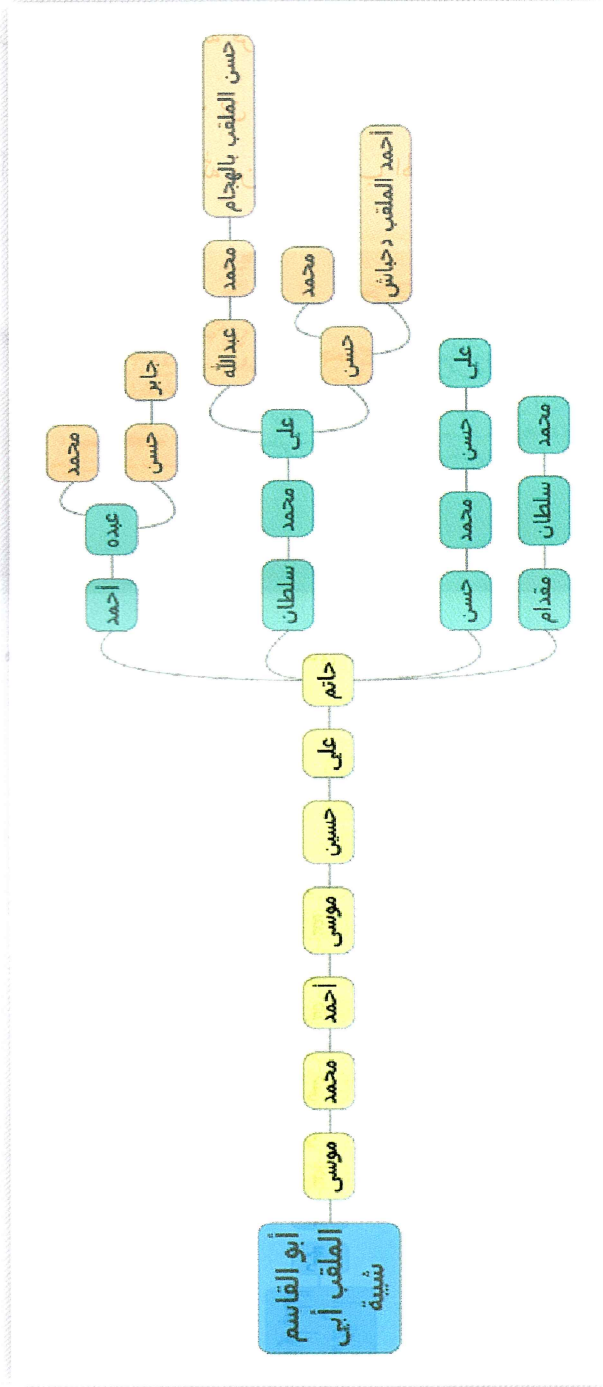 أبو القاسم
الملقب أبي
شيبة
موسى
محمد
أحمد
موسى
حسين
علي
حاتم
أحمد
عبده
محمد
حسن
جابر
سلطان
محمد
علي
عبدالله
محمد
حسن الملقب بالهجام
حسن
محمد
أحمد الملقب دحباش
حسن
محمد
حسن
علي
مقدام
سلطان
محمد